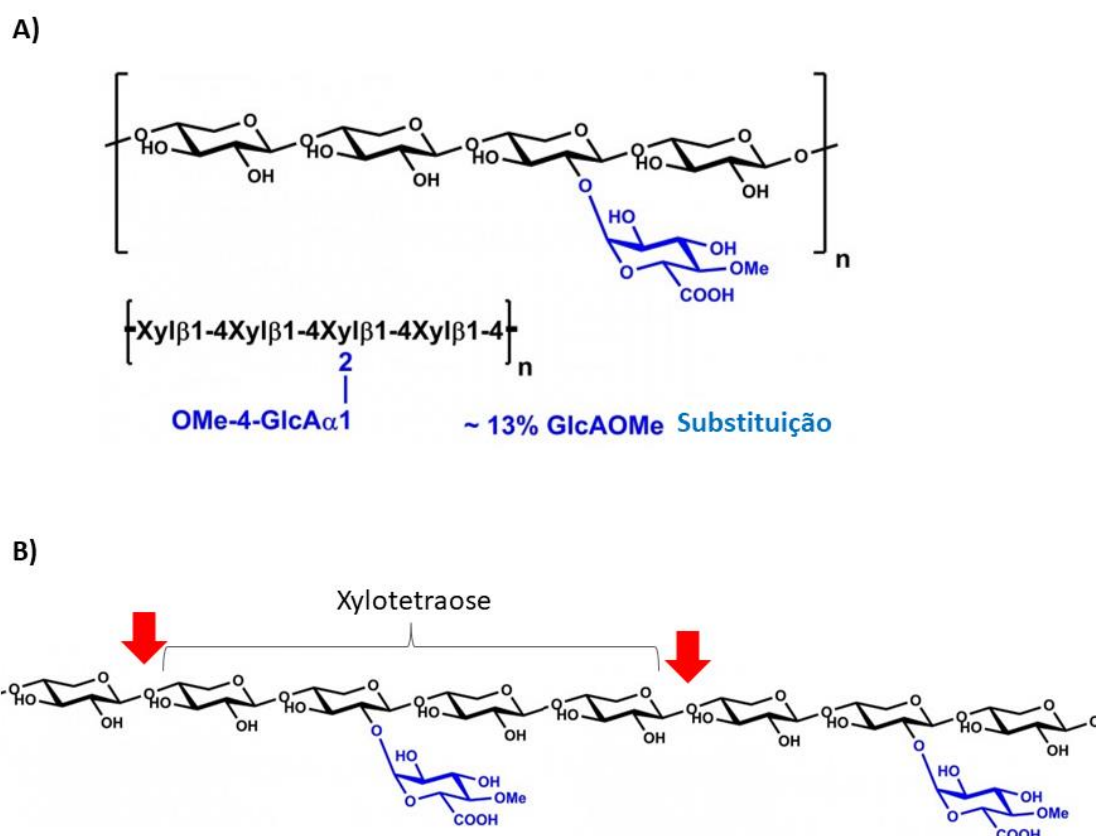 A)
O O O O O O O O O
HO OH HO OH HO O HO OH
HO
OH
O OMe
COOH
n
Xylβ1-4Xylβ1-4Xylβ1-4Xylβ1-4
2
n
OMe-4-GlcAα1 ~ 13% GlcAOMe Substituição
B)
Xylotetraose
O O O O O O O O O O O O O O O O O
HO OH HO OH HO O HO OH HO OH HO OH HO O HO OH
HO OH HO OH
O OMe O OMe
COOH COOH